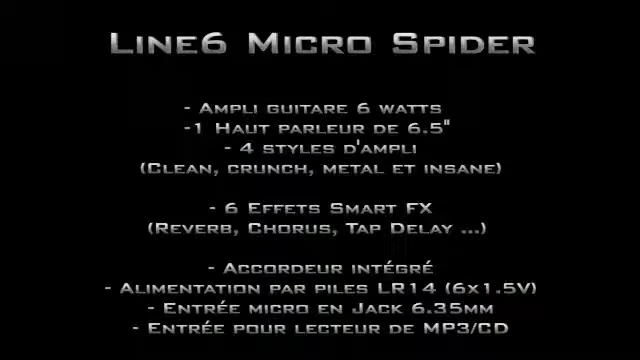 Line6 Micro Spider
- Ampli guitare 6 watts
-1 Haut parleur de 6.5"
- 4 styles d'ampli
(Clean, crunch, metal et insane)
- 6 Effets Smart FX
(Reverb, Chorus, Tap Delay ...)
- Accordeur intégré
- Alimentation par piles LR14 (6x1.5V)
- Entrée micro en Jack 6.35mm
- Entrée pour lecteur de MP3/CD